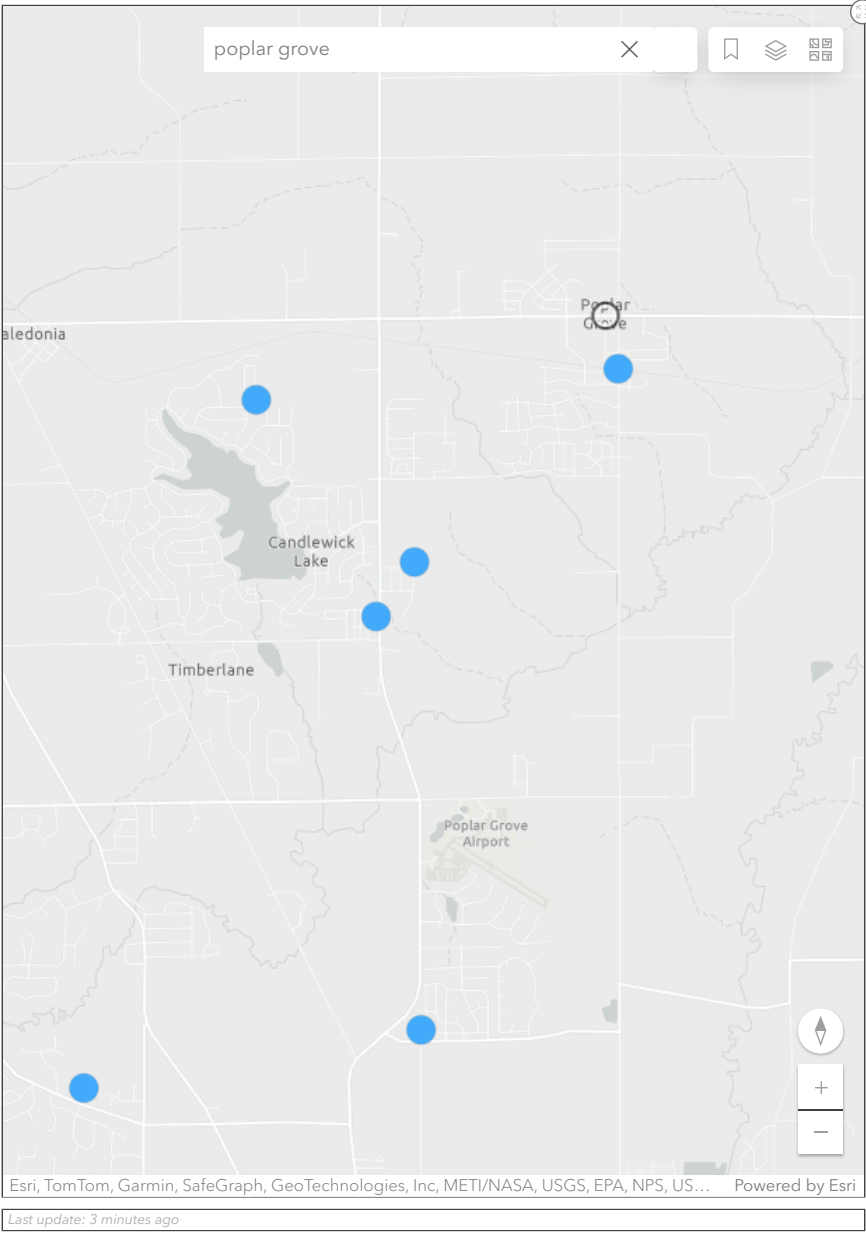 poplar grove
Poplar
Grove
aledonia
Candlewick
Lake
Timberlane
Poplar Grove
Airport
Esri, TomTom, Garmin, SafeGraph, GeoTechnologies, Inc, METI/NASA, USGS, EPA, NPS, US... Powered by Esri
Last update: 3 minutes ago